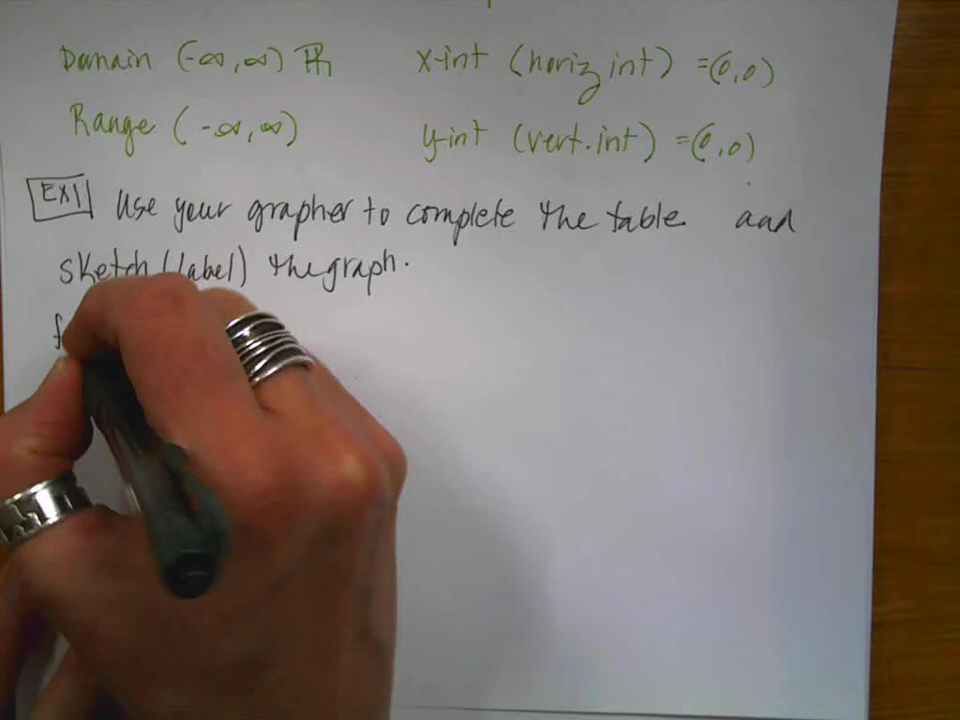 Domain (-∞,∞) x-int (horiz int) =(0,0)
Range (-∞,∞) y-int (vert.int) =(0,0)
EX1 Use your grapher to complete the table and
sketch (label) the graph.
f